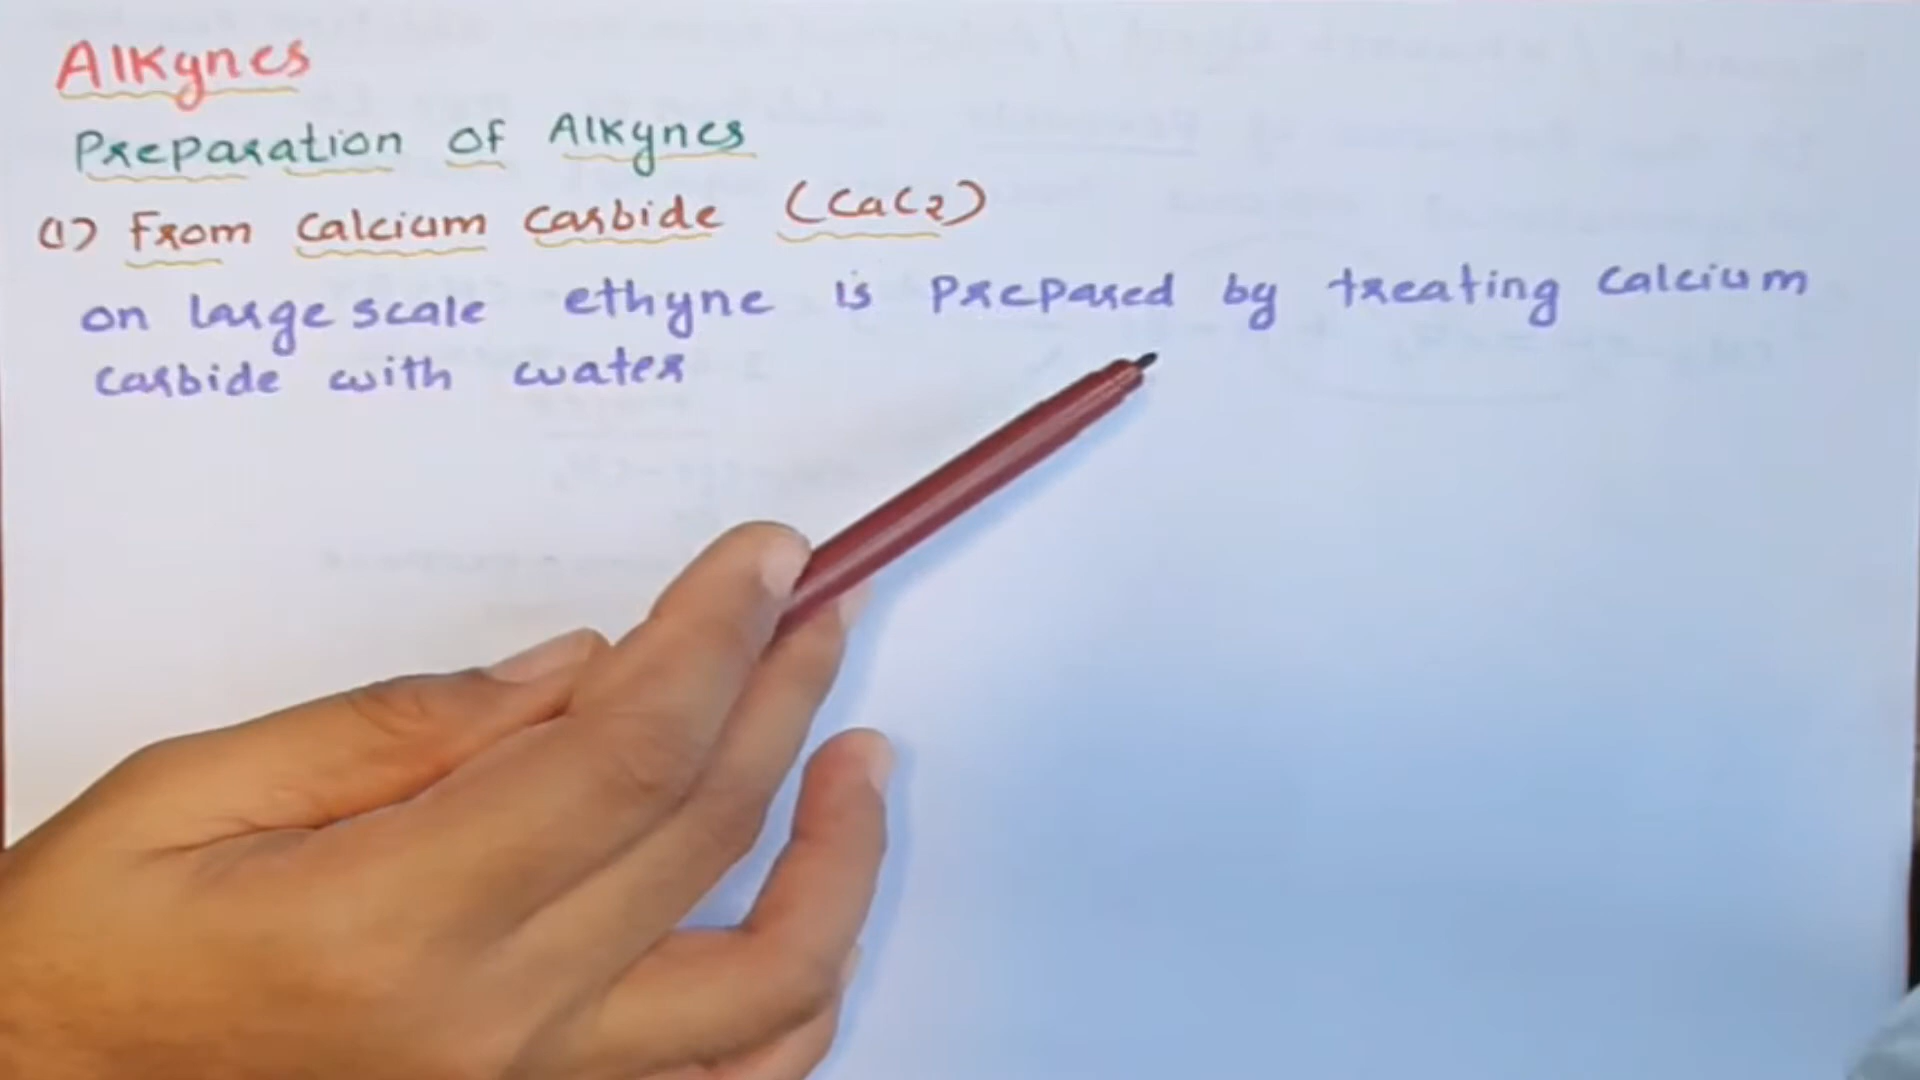 Alkynes
Preparation of Alkynes
(1) From Calcium Carbide (CaC2)
on large scale ethyne is Prepared by treating Calcium
Carbide with water